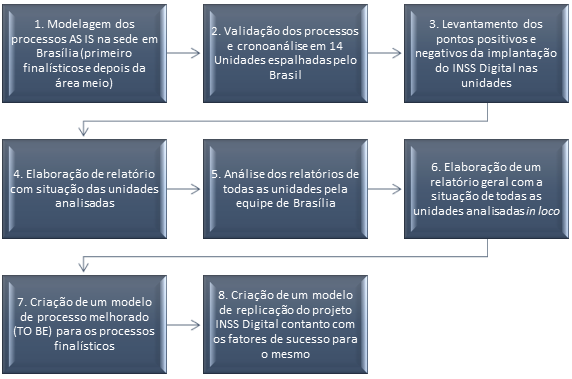 1. Modelagem dos
processos AS IS na sede em
Brasília (primeiro
finalísticos e depois da
área meio)
2. Validação dos processos
e cronoanálise em 14
Unidades espalhadas pelo
Brasil
3. Levantamento dos
pontos positivos e
negativos da implantação
do INSS Digital nas
unidades
4. Elaboração de relatório
com situação das unidades
analisadas
5. Análise dos relatórios de
todas as unidades pela
equipe de Brasília
6. Elaboração de um
relatório geral com a
situação de todas as
unidades analisadas in loco
7. Criação de um modelo
de processo melhorado
(TO BE) para os processos
finalísticos
8. Criação de um modelo
de replicação do projeto
INSS Digital contanto com
os fatores de sucesso para
o mesmo